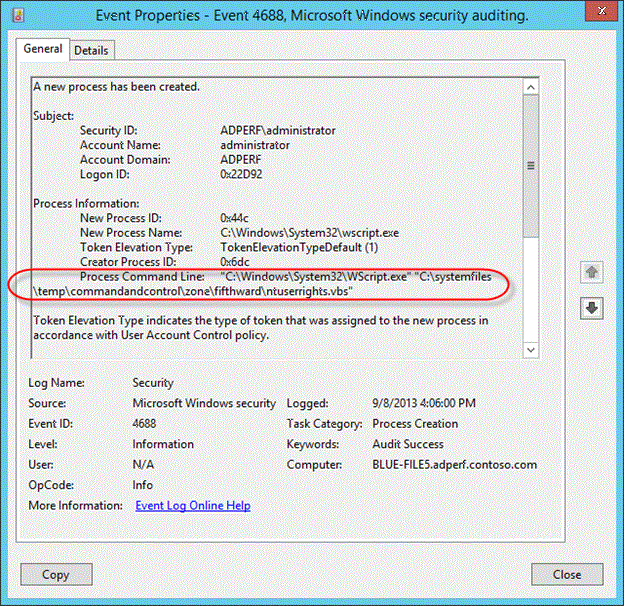 Event Properties - Event 4688, Microsoft Windows security auditing.
x
General
Details
A new process has been created.
Subject:
Security ID: ADPERF\administrator
Account Name: administrator
Account Domain: ADPERF
Logon ID: 0x22D92
Process Information:
New Process ID: 0x44c
New Process Name: C:\Windows\System32\wscript.exe
Token Elevation Type: TokenElevationTypeDefault (1)
Creator Process ID: 0x6dc
Process Command Line: "C:\Windows\System32\WScript.exe" "C:\systemfiles
\temp\commandandcontrol\zone\fifthward\ntuserrights.vbs"
Token Elevation Type indicates the type of token that was assigned to the new process in
accordance with User Account Control policy.
Log Name: Security
Source: Microsoft Windows security Logged: 9/8/2013 4:06:00 PM
Event ID: 4688 Task Category: Process Creation
Level: Information Keywords: Audit Success
User: N/A Computer: BLUE-FILE5.adperf.contoso.com
OpCode: Info
More Information: Event Log Online Help
Copy
Close